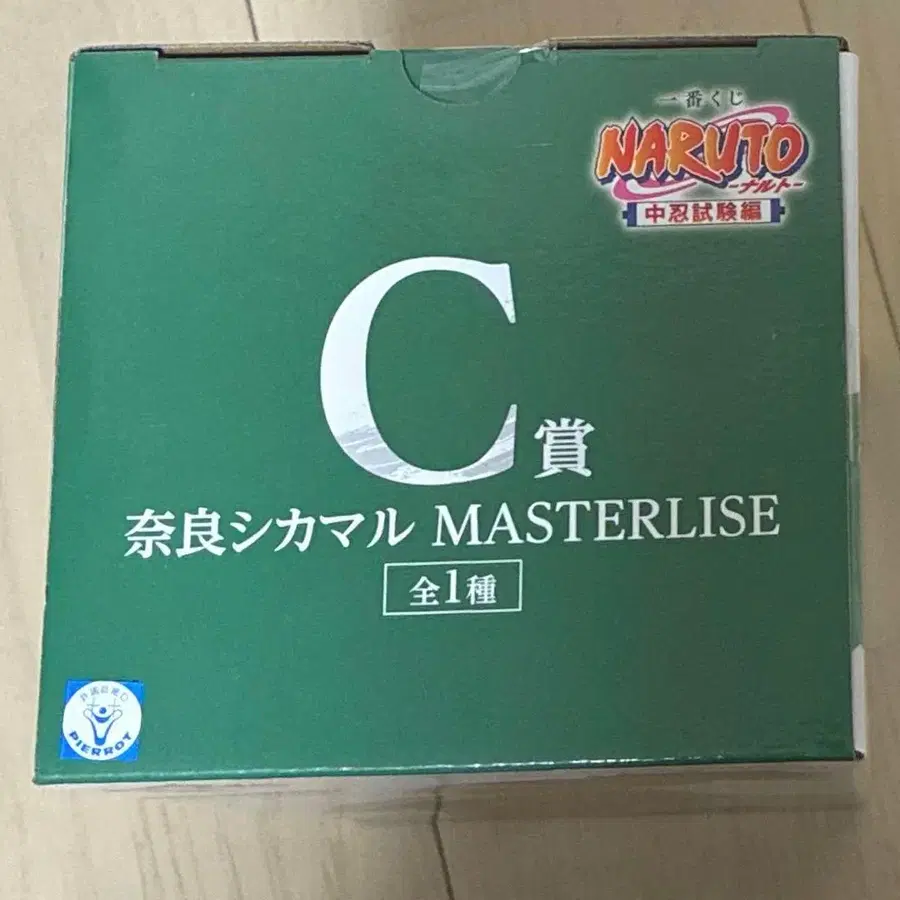 一番くじ
NARUTO
-ナルト-
中忍試験編
C賞
奈良シカマル MASTERLISE
全1種
PIERROT